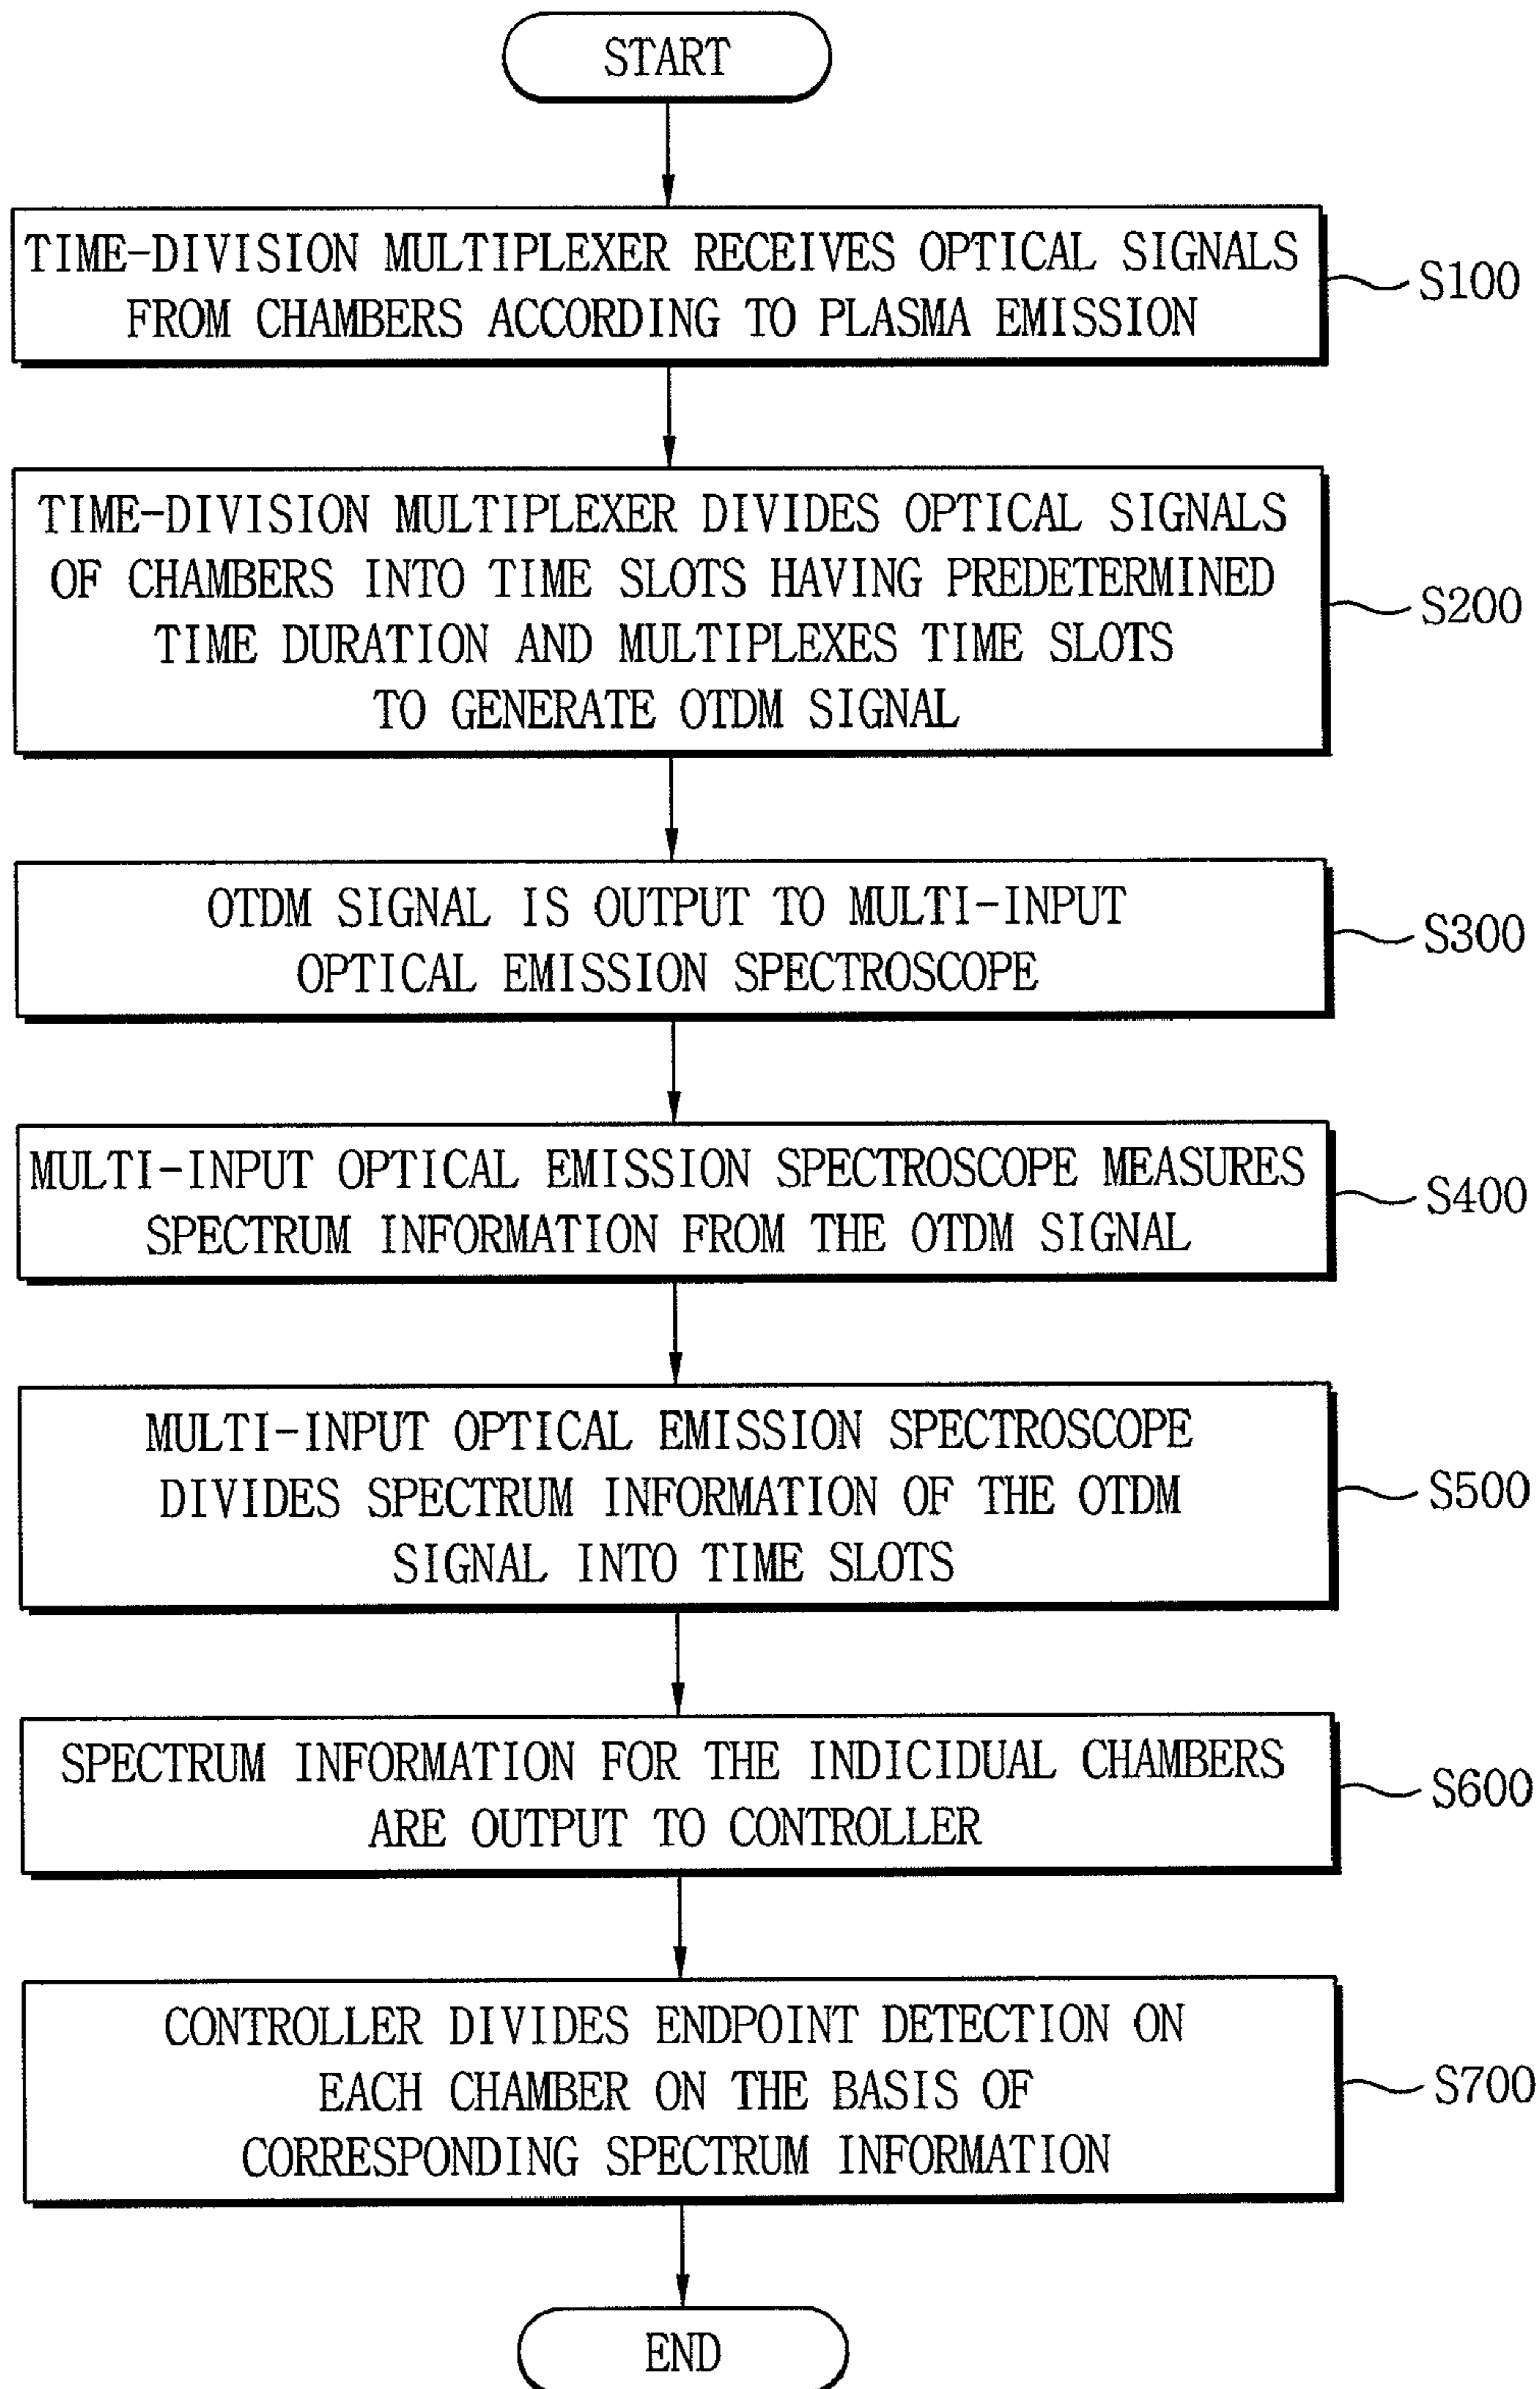 START
TIME-DIVISION MULTIPLEXER RECEIVES OPTICAL SIGNALS
FROM CHAMBERS ACCORDING TO PLASMA EMISSION
S100
TIME-DIVISION MULTIPLEXER DIVIDES OPTICAL SIGNALS
OF CHAMBERS INTO TIME SLOTS HAVING PREDETERMINED
TIME DURATION AND MULTIPLEXES TIME SLOTS
TO GENERATE OTDM SIGNAL
S200
OTDM SIGNAL IS OUTPUT TO MULTI-INPUT
OPTICAL EMISSION SPECTROSCOPE
S300
MULTI-INPUT OPTICAL EMISSION SPECTROSCOPE MEASURES
SPECTRUM INFORMATION FROM THE OTDM SIGNAL
S400
MULTI-INPUT OPTICAL EMISSION SPECTROSCOPE
DIVIDES SPECTRUM INFORMATION OF THE OTDM
SIGNAL INTO TIME SLOTS
S500
SPECTRUM INFORMATION FOR THE INDICIDUAL CHAMBERS
ARE OUTPUT TO CONTROLLER
S600
CONTROLLER DIVIDES ENDPOINT DETECTION ON
EACH CHAMBER ON THE BASIS OF
CORRESPONDING SPECTRUM INFORMATION
S700
END